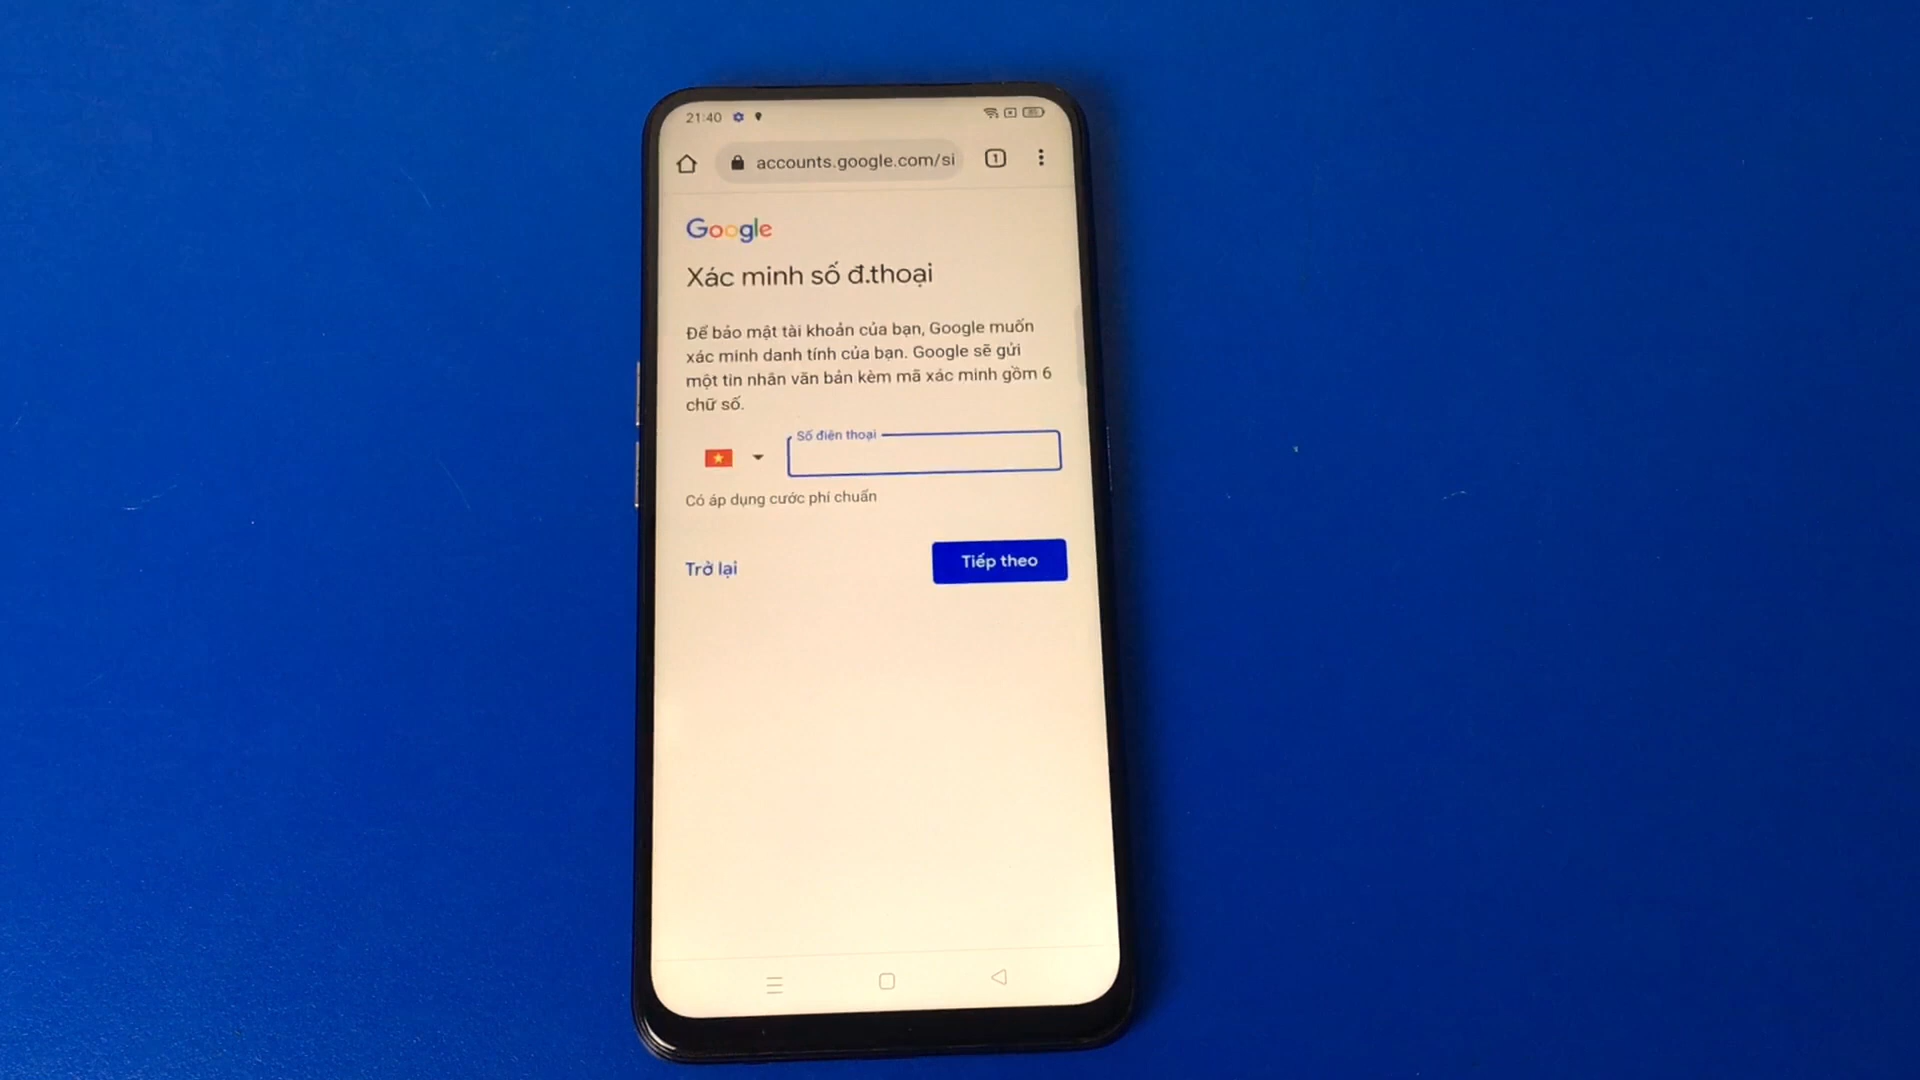 21:40
accounts.google.com/si
1
Google
Xác minh số đ.thoại
Để bảo mật tài khoản của bạn, Google muốn
xác minh danh tính của bạn. Google sẽ gửi
một tin nhắn văn bản kèm mã xác minh gồm 6
chữ số.
Số điện thoại
Có áp dụng cước phí chuẩn
Trở lại
Tiếp theo